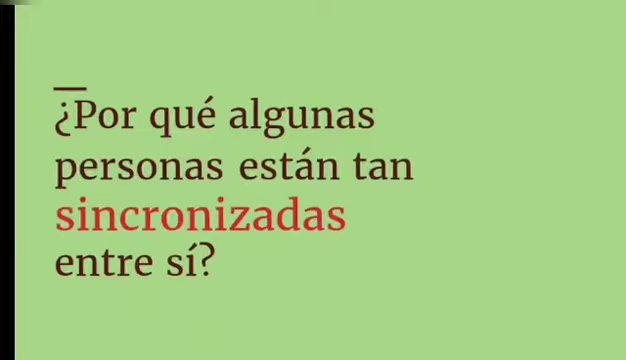 ¿Por qué algunas
personas están tan
sincronizadas
entre sí?